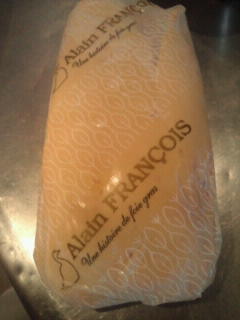 Alain FRANÇOIS
Une histoire de foie gras
Alain FRANÇOIS
Une histoire de foie gras